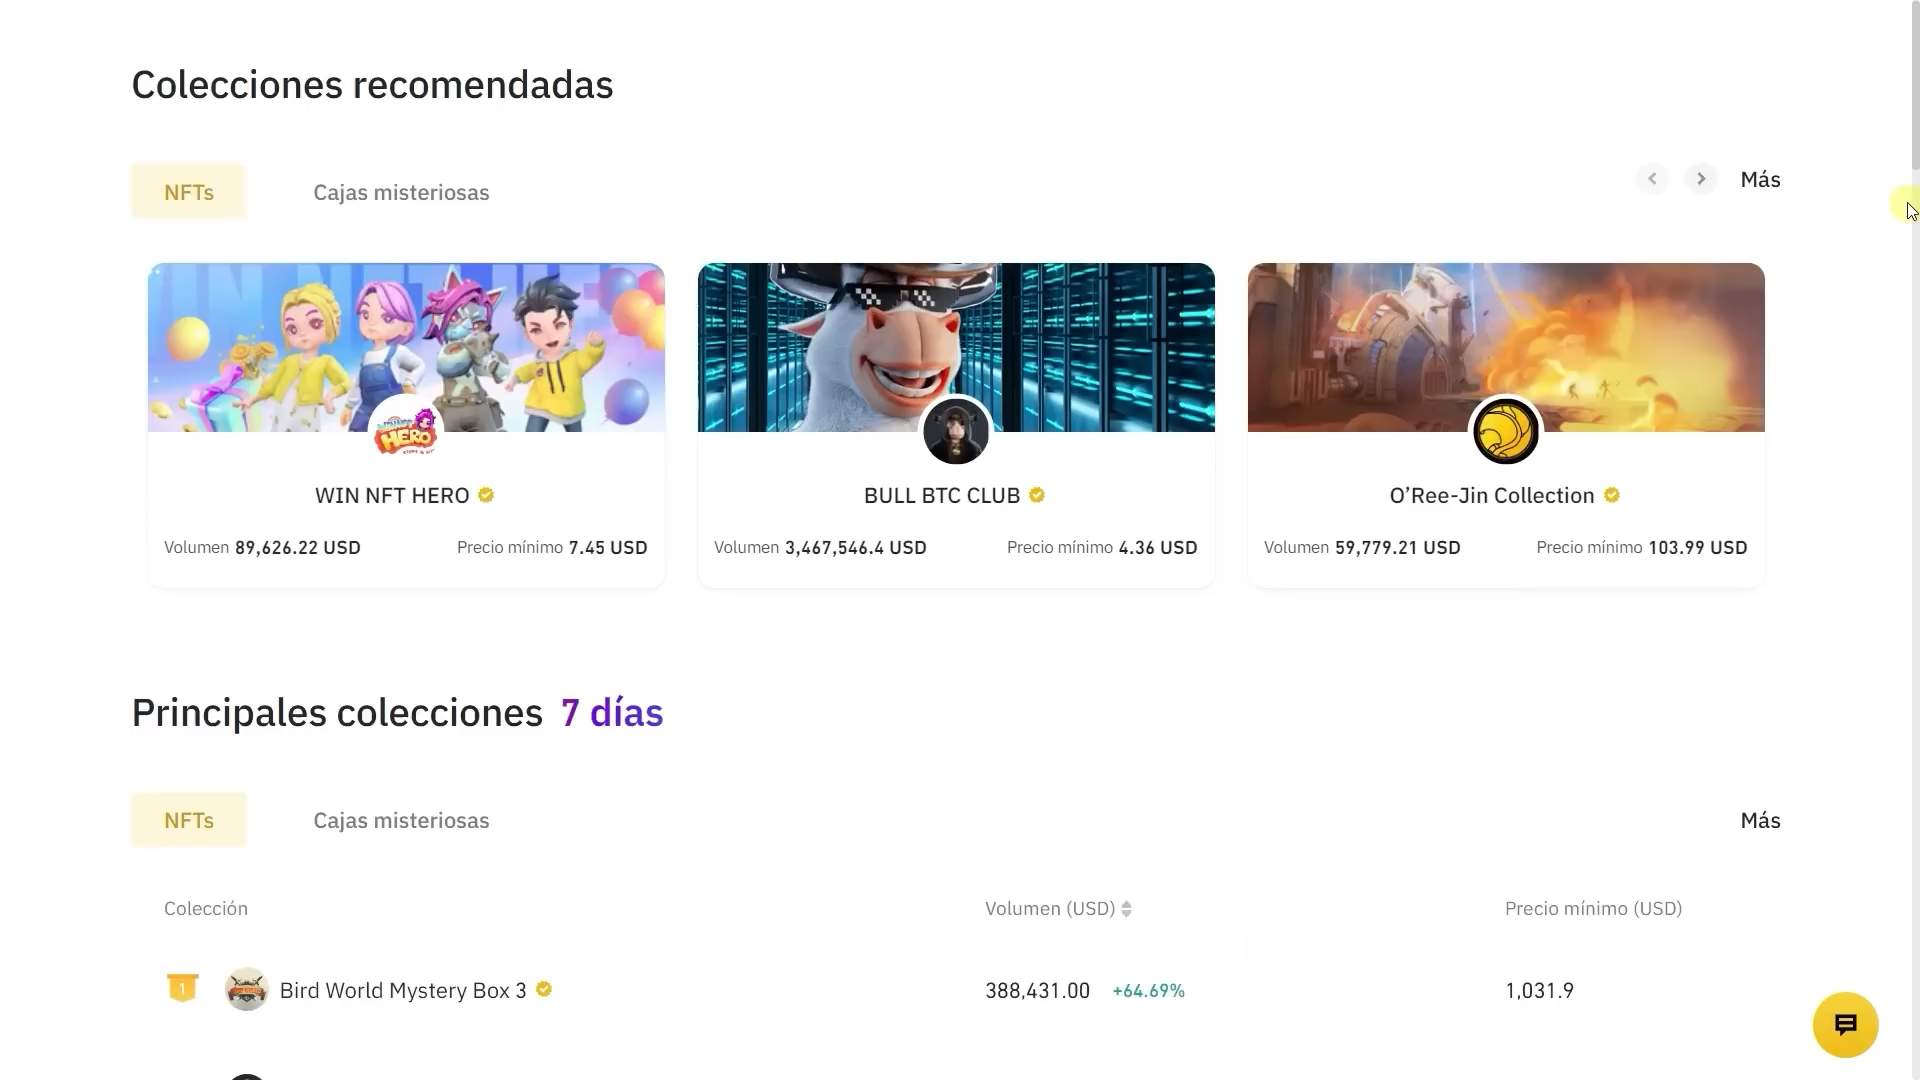 Colecciones recomendadas
NFTs
Cajas misteriosas
Más
HERO
WIN NFT HERO
Volumen 89,626.22 USD
Precio mínimo 7.45 USD
BULL BTC CLUB
Volumen 3,467,546.4 USD
Precio mínimo 4.36 USD
O’Ree-Jin Collection
Volumen 59,779.21 USD
Precio mínimo 103.99 USD
Principales colecciones 7 días
NFTs
Cajas misteriosas
Más
Colección
Volumen (USD)
Precio mínimo (USD)
1
Bird World Mystery Box 3
388,431.00 +64.69%
1,031.9